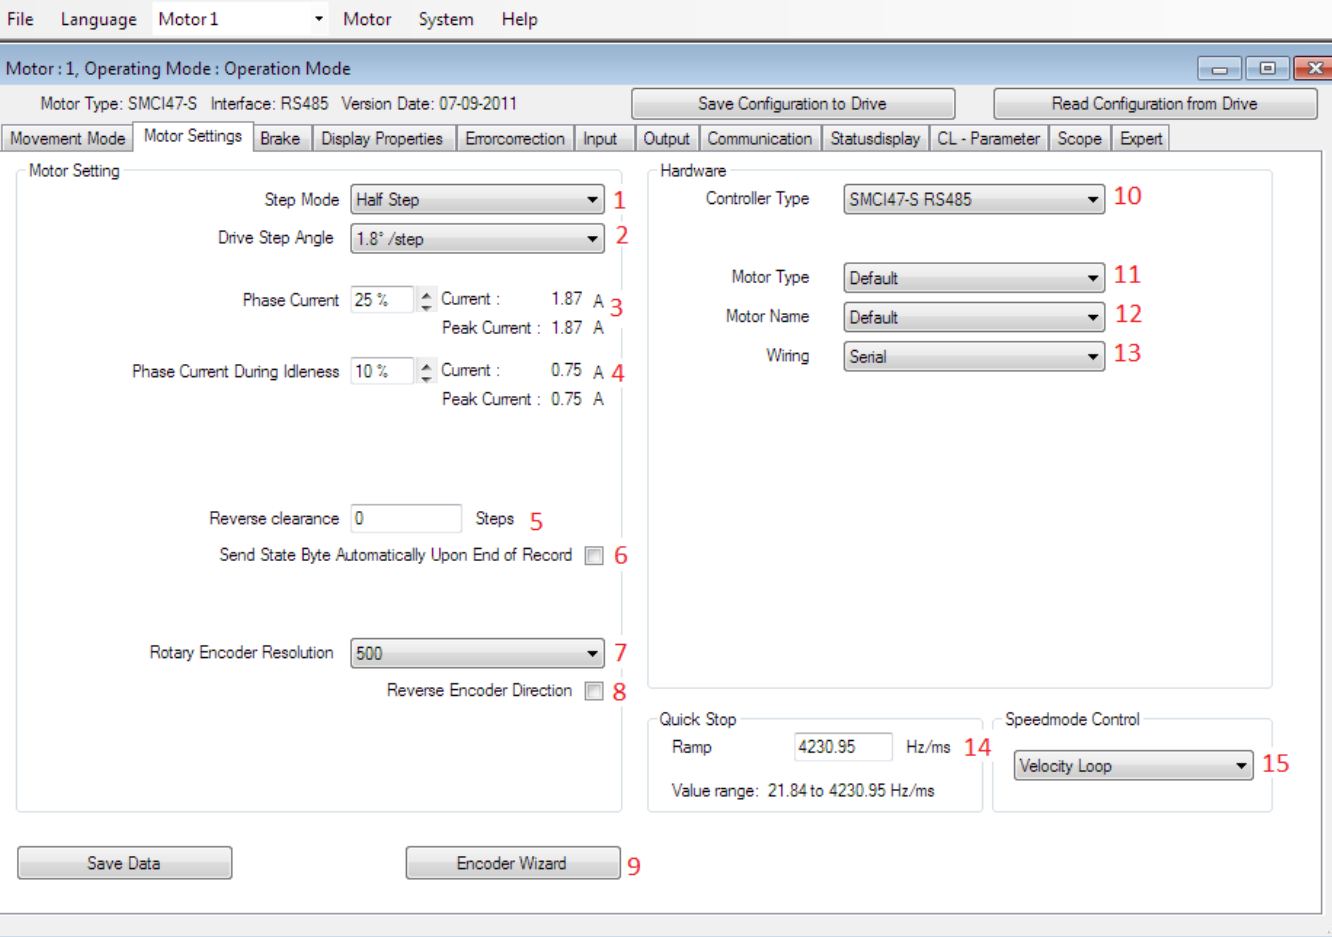 File Language Motor1 Motor System Help
Motor : 1, Operating Mode : Operation Mode
Motor Type: SMCI47-S Interface: RS485 Version Date: 07-09-2011 Save Configuration to Drive Read Configuration from Drive
Movement Mode Motor Settings Brake Display Properties Errorcorrection Input Output Communication Statusdisplay CL - Parameter Scope Expert
Motor Setting
Step Mode Half Step 1
Drive Step Angle 1.8° /step 2
Phase Current 25 % Current : 1.87 A 3
Peak Current : 1.87 A
Phase Current During Idleness 10 % Current : 0.75 A 4
Peak Current : 0.75 A
Reverse clearance 0 Steps 5
Send State Byte Automatically Upon End of Record 6
Rotary Encoder Resolution 500 7
Reverse Encoder Direction 8
Save Data Encoder Wizard 9
Hardware
Controller Type SMCI47-S RS485 10
Motor Type Default 11
Motor Name Default 12
Wiring Serial 13
Quick Stop
Ramp 4230.95 Hz/ms 14
Value range: 21.84 to 4230.95 Hz/ms
Speedmode Control
Velocity Loop 15